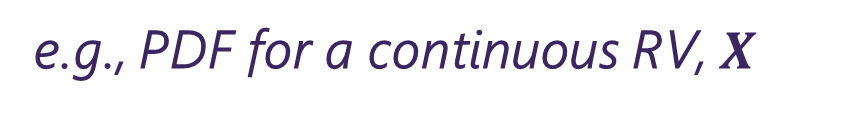 e.g., PDF for a continuous RV, X